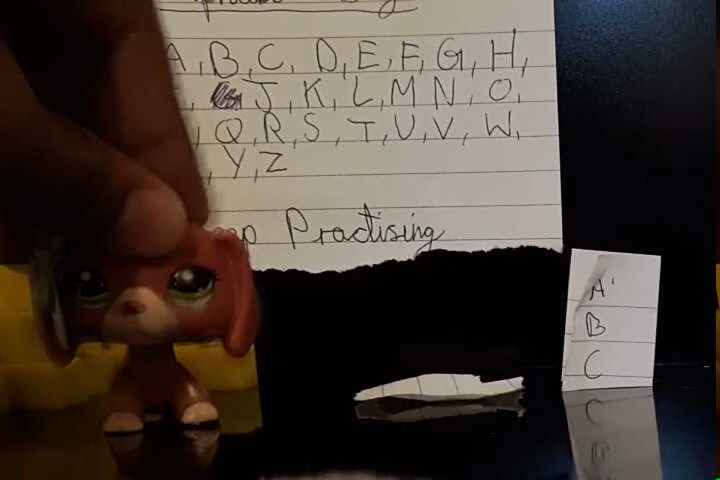 A, B, C, D, E, F, G, H,
J, K, L, M N, O,
Q, R, S, T, U, V, W,
Y, Z
Practising
A'
B
C